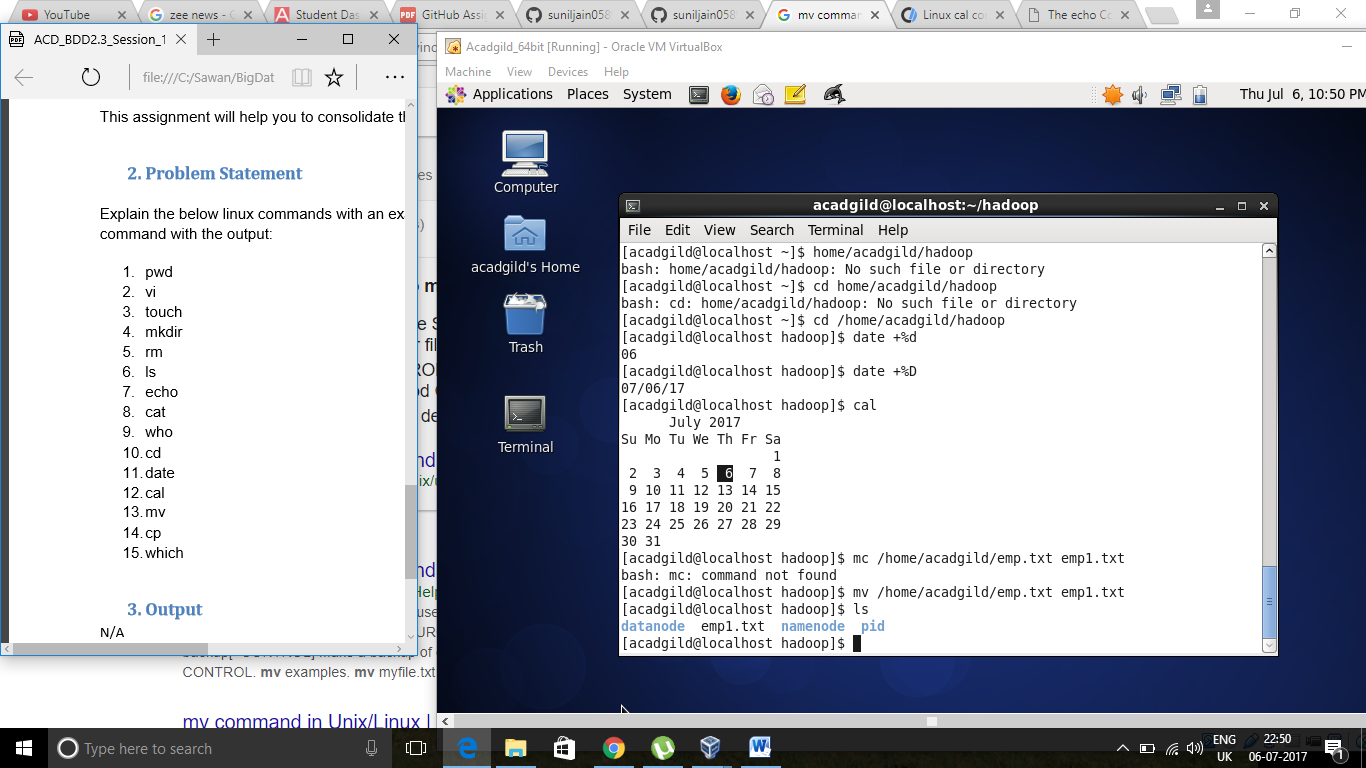 YouTube
zee news - G
Student Das
GitHub Assi
suniljain058
suniljain058
mv comman
Linux cal co
The echo Co
ACD_BDD2.3_Session_1
file:///C:/Sawan/BigDat
This assignment will help you to consolidate th
2. Problem Statement
Explain the below linux commands with an ex
command with the output:
1. pwd
2. vi
3. touch
4. mkdir
5. rm
6. ls
7. echo
8. cat
9. who
10. cd
11. date
12. cal
13. mv
14. cp
15. which
3. Output
N/A
CONTROL. mv examples. mv myfile.txt
mv command in Unix/Linux |
Acadgild_64bit [Running] - Oracle VM VirtualBox
Machine View Devices Help
Applications Places System
Thu Jul 6, 10:50 PM
Computer
acadgild's Home
Trash
Terminal
acadgild@localhost:~/hadoop
File Edit View Search Terminal Help
[acadgild@localhost ~]$ home/acadgild/hadoop
bash: home/acadgild/hadoop: No such file or directory
[acadgild@localhost ~]$ cd home/acadgild/hadoop
bash: cd: home/acadgild/hadoop: No such file or directory
[acadgild@localhost ~]$ cd /home/acadgild/hadoop
[acadgild@localhost hadoop]$ date +%d
06
[acadgild@localhost hadoop]$ date +%D
07/06/17
[acadgild@localhost hadoop]$ cal
July 2017
Su Mo Tu We Th Fr Sa
1
2 3 4 5 6 7 8
9 10 11 12 13 14 15
16 17 18 19 20 21 22
23 24 25 26 27 28 29
30 31
[acadgild@localhost hadoop]$ mc /home/acadgild/emp.txt emp1.txt
bash: mc: command not found
[acadgild@localhost hadoop]$ mv /home/acadgild/emp.txt emp1.txt
[acadgild@localhost hadoop]$ ls
datanode emp1.txt namenode pid
[acadgild@localhost hadoop]$
Type here to search
ENG
UK
22:50
06-07-2017
1